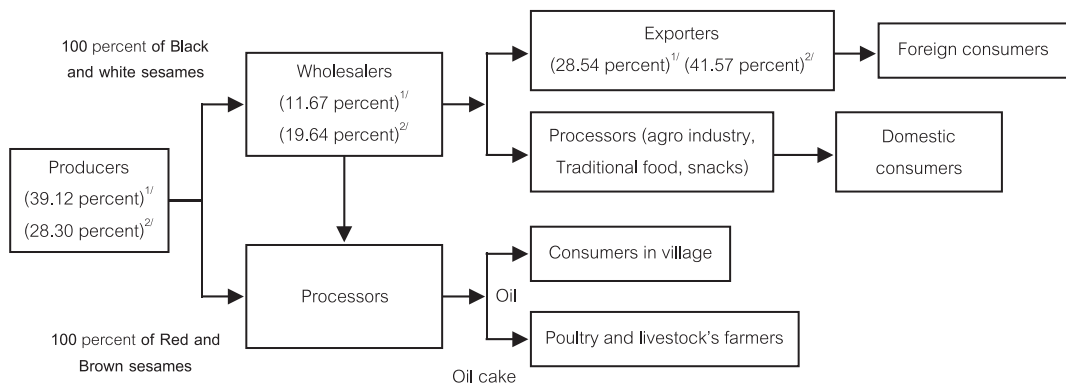 100 percent of Black
and white sesames
Wholesalers
(11.67 percent)1/
(19.64 percent)2/
Exporters
(28.54 percent)1/ (41.57 percent)2/
Foreign consumers
Processors (agro industry,
Traditional food, snacks)
Domestic
consumers
Producers
(39.12 percent)1/
(28.30 percent)2/
Processors
Oil
Consumers in village
Poultry and livestock's farmers
100 percent of Red and
Brown sesames
Oil cake